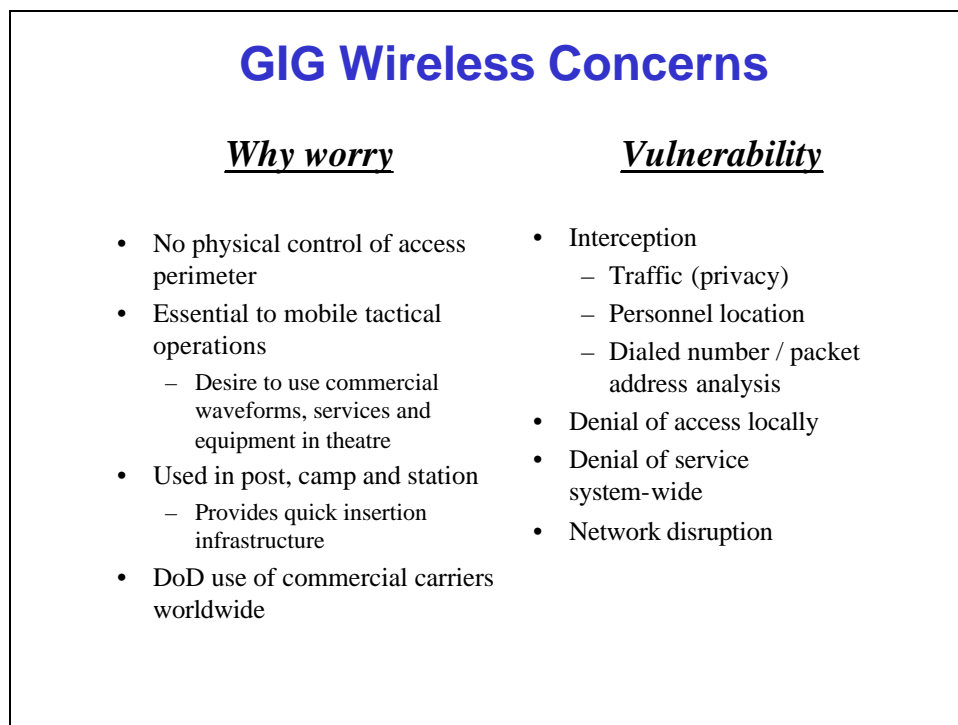 GIG Wireless Concerns
Why worry
• No physical control of access
perimeter
• Essential to mobile tactical
operations
– Desire to use commercial
waveforms, services and
equipment in theatre
• Used in post, camp and station
– Provides quick insertion
infrastructure
• DoD use of commercial carriers
worldwide
Vulnerability
• Interception
– Traffic (privacy)
– Personnel location
– Dialed number / packet
address analysis
• Denial of access locally
• Denial of service
system-wide
• Network disruption